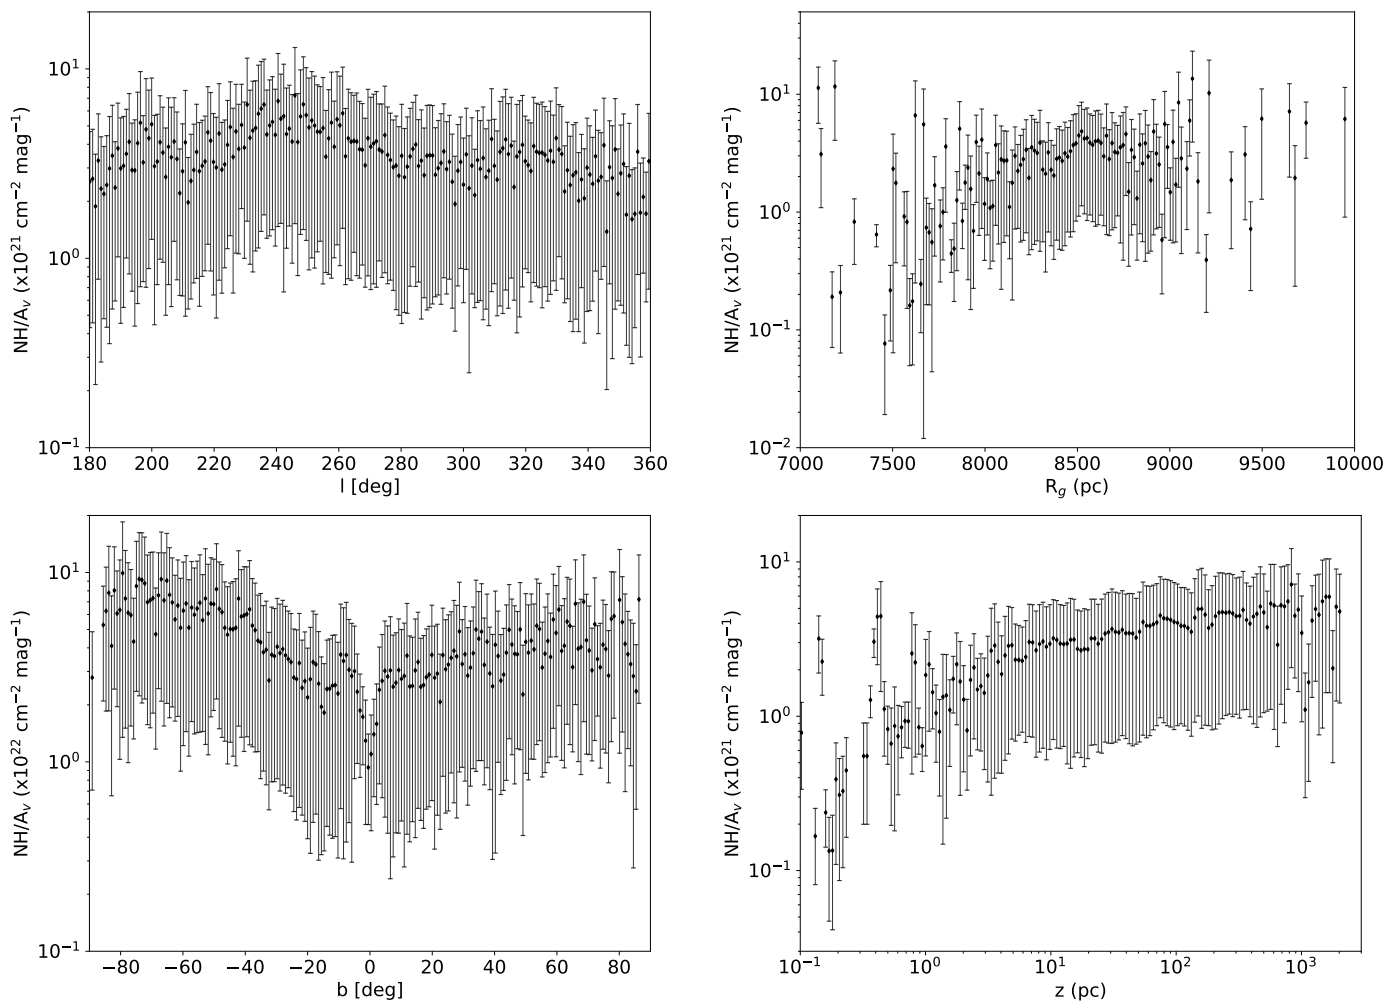 NH/A_v (x10^21 cm^−2 mag^−1)
10^1
10^0
10^−1
180 200 220 240 260 280 300 320 340 360
l [deg]
NH/A_v (x10^21 cm^−2 mag^−1)
10^1
10^0
10^−1
10^−2
7000 7500 8000 8500 9000 9500 10000
R_g (pc)
NH/A_v (x10^22 cm^−2 mag^−1)
10^1
10^0
10^−1
−80 −60 −40 −20 0 20 40 60 80
b [deg]
NH/A_v (x10^21 cm^−2 mag^−1)
10^1
10^0
10^−1
10^−1 10^0 10^1 10^2 10^3
z (pc)